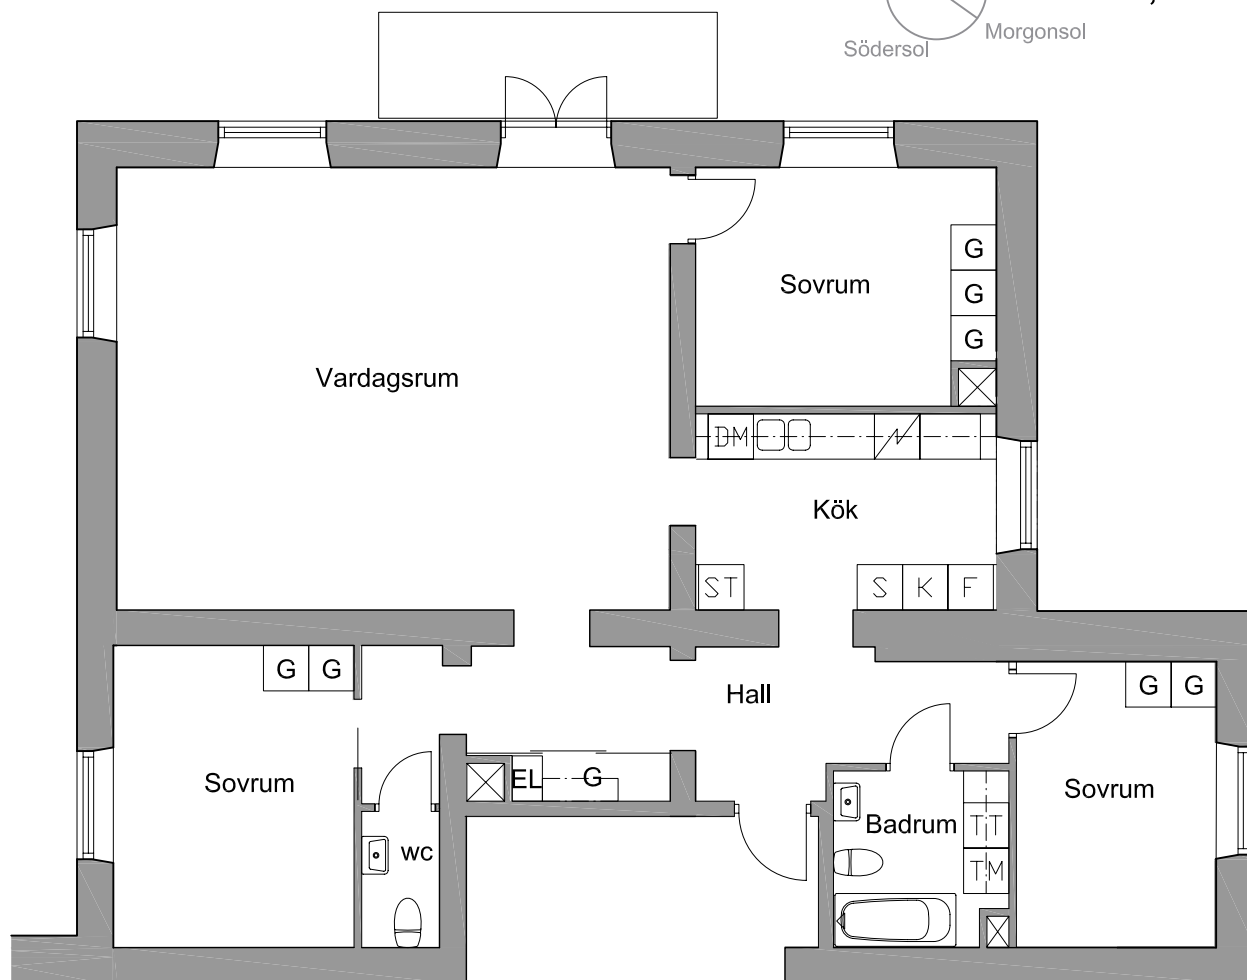 Morgonsol
Södersol
G
Sovrum
G
G
Vardagsrum
DM
Kök
ST
S K F
G G
Hall
G G
EL
G
Sovrum
Sovrum
Badrum
TT
wc
TM